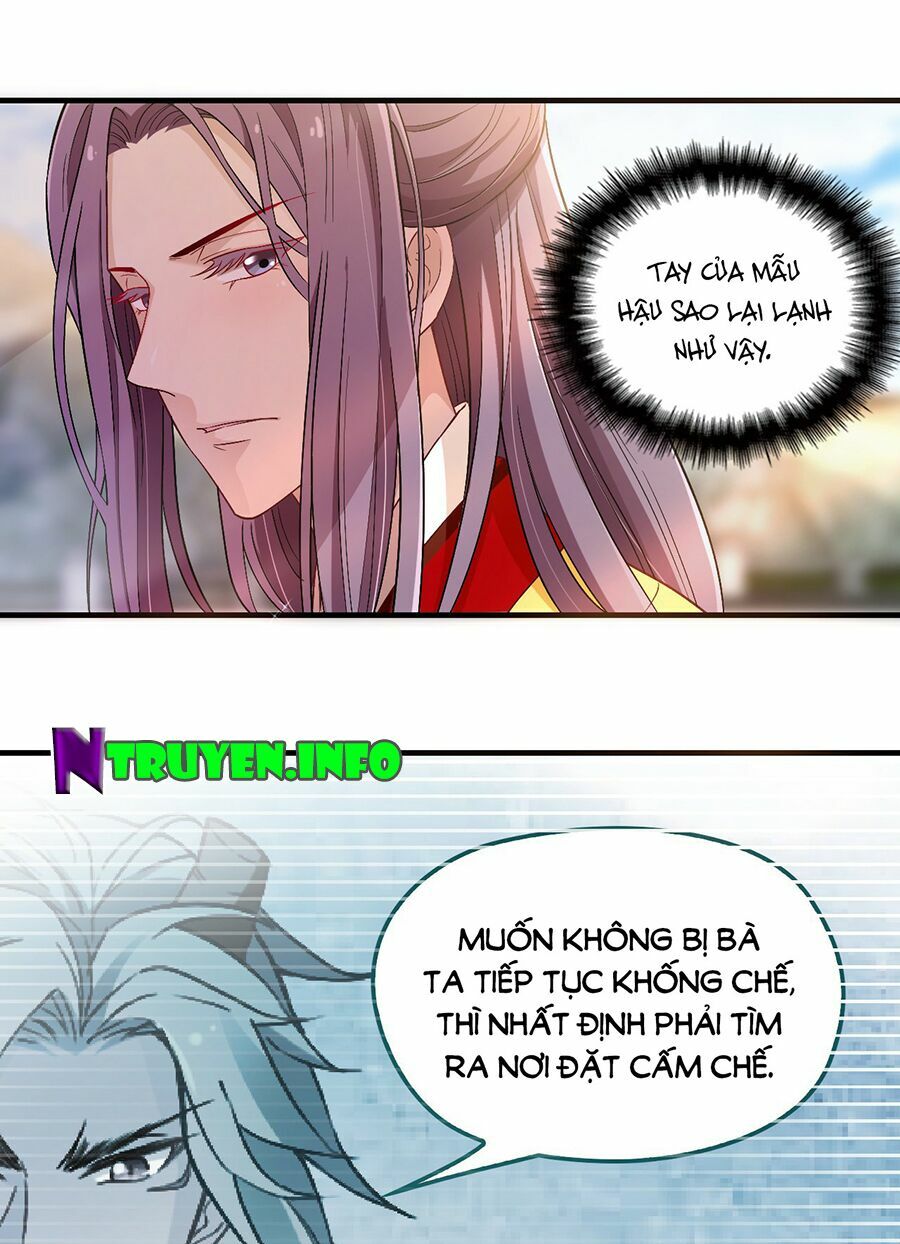 TAY CỦA MẪU
HẬU SAO LẠI LẠNH
NHƯ VẬY.
NTRUYEN.INFO
MUỐN KHÔNG BỊ BÀ
TA TIẾP TỤC KHỐNG CHẾ,
THÌ NHẤT ĐỊNH PHẢI TÌM
RA NƠI ĐẶT CẤM CHẾ.